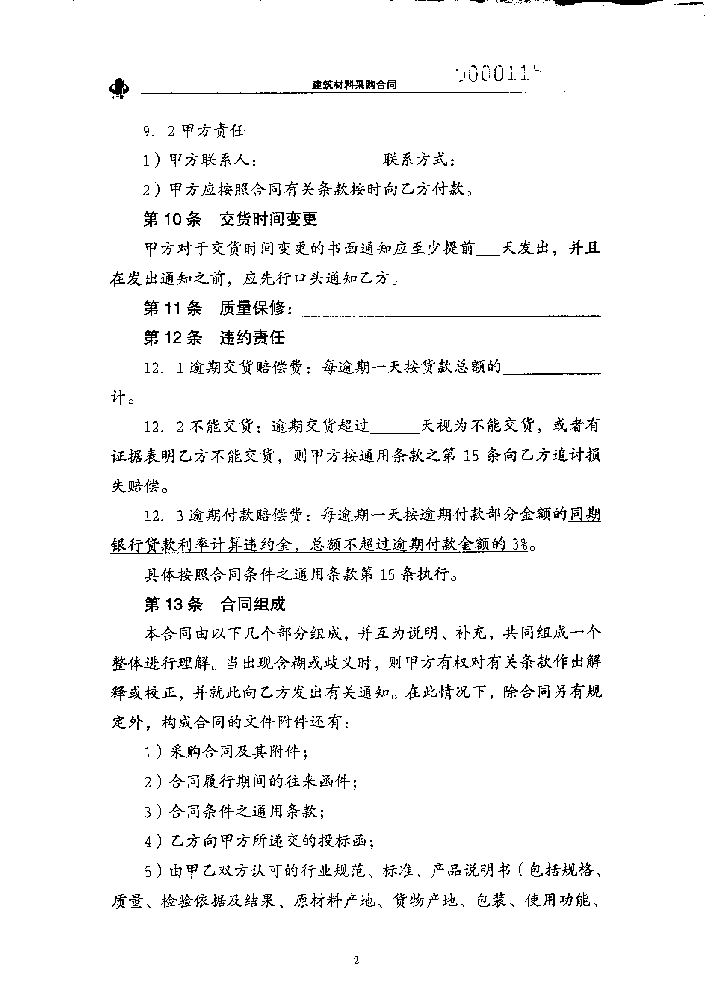 建筑材料采购合同
9. 2 甲方责任
1）甲方联系人： 联系方式：
2）甲方应按照合同有关条款按时向乙方付款。
第 10 条 交货时间变更
甲方对于交货时间变更的书面通知应至少提前___天发出，并且
在发出通知之前，应先行口头通知乙方。
第 11 条 质量保修：
第 12 条 违约责任
12. 1 逾期交货赔偿费：每逾期一天按货款总额的____________
计。
12. 2 不能交货：逾期交货超过______天视为不能交货，或者有
证据表明乙方不能交货，则甲方按通用条款之第 15 条向乙方追讨损
失赔偿。
12. 3 逾期付款赔偿费：每逾期一天按逾期付款部分金额的同期
银行贷款利率计算违约金，总额不超过逾期付款金额的 3%。
具体按照合同条件之通用条款第 15 条执行。
第 13 条 合同组成
本合同由以下几个部分组成，并互为说明、补充，共同组成一个
整体进行理解。当出现含糊或歧义时，则甲方有权对有关条款作出解
释或校正，并就此向乙方发出有关通知。在此情况下，除合同另有规
定外，构成合同的文件附件还有：
1）采购合同及其附件；
2）合同履行期间的往来函件；
3）合同条件之通用条款；
4）乙方向甲方所递交的投标函；
5）由甲乙双方认可的行业规范、标准、产品说明书（包括规格、
质量、检验依据及结果、原材料产地、货物产地、包装、使用功能、
2